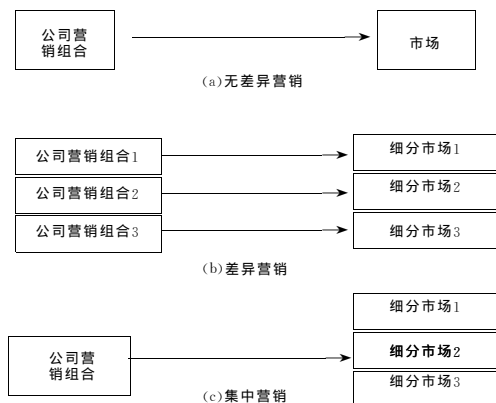 公司营
销组合
市场
(a)无差异营销
公司营销组合1
细分市场1
公司营销组合2
细分市场2
公司营销组合3
细分市场3
(b)差异营销
细分市场1
公司营
销组合
细分市场2
细分市场3
(c)集中营销